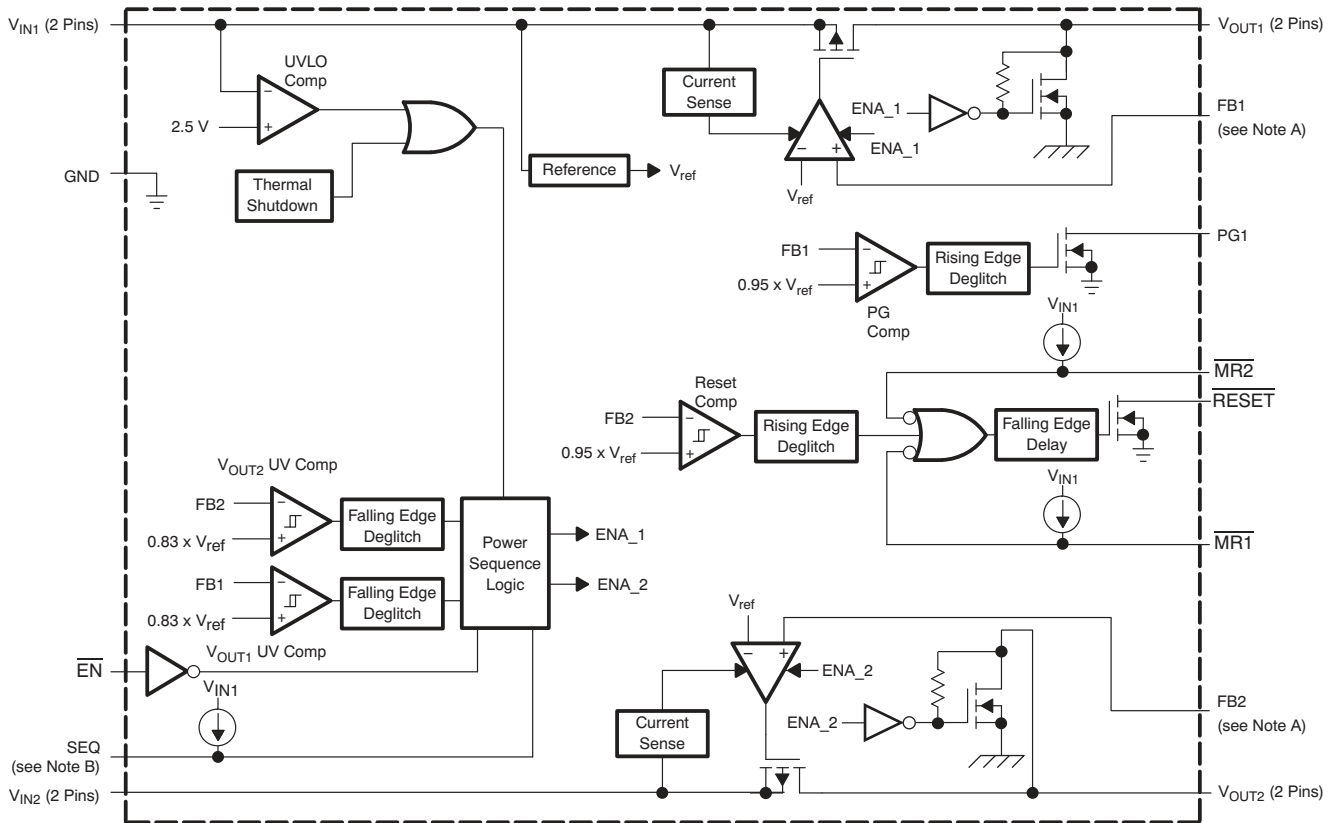 VIN1 (2 Pins)
VOUT1 (2 Pins)
UVLO
Comp
−
+
2.5 V
Current
Sense
ENA_1
ENA_1
− +
Vref
FB1
(see Note A)
GND
Thermal
Shutdown
Reference
Vref
PG1
FB1
−
0.95 x Vref
+
Rising Edge
Deglitch
PG
Comp
VIN1
MR2
RESET
Reset
Comp
FB2
−
0.95 x Vref
+
Rising Edge
Deglitch
Falling Edge
Delay
VIN1
MR1
VOUT2 UV Comp
FB2
−
0.83 x Vref
+
Falling Edge
Deglitch
FB1
−
0.83 x Vref
+
Falling Edge
Deglitch
VOUT1 UV Comp
Power
Sequence
Logic
ENA_1
ENA_2
EN
VIN1
SEQ
(see Note B)
Vref
− +
ENA_2
ENA_2
Current
Sense
FB2
(see Note A)
VIN2 (2 Pins)
VOUT2 (2 Pins)